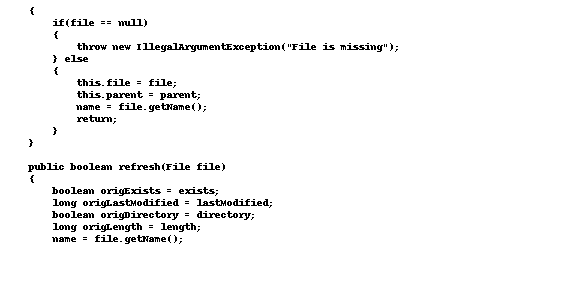 {
if(file == null)
{
throw new IllegalArgumentException("File is missing");
} else
{
this.file = file;
this.parent = parent;
name = file.getName();
return;
}
}
public boolean refresh(File file)
{
boolean origExists = exists;
long origLastModified = lastModified;
boolean origDirectory = directory;
long origLength = length;
name = file.getName();